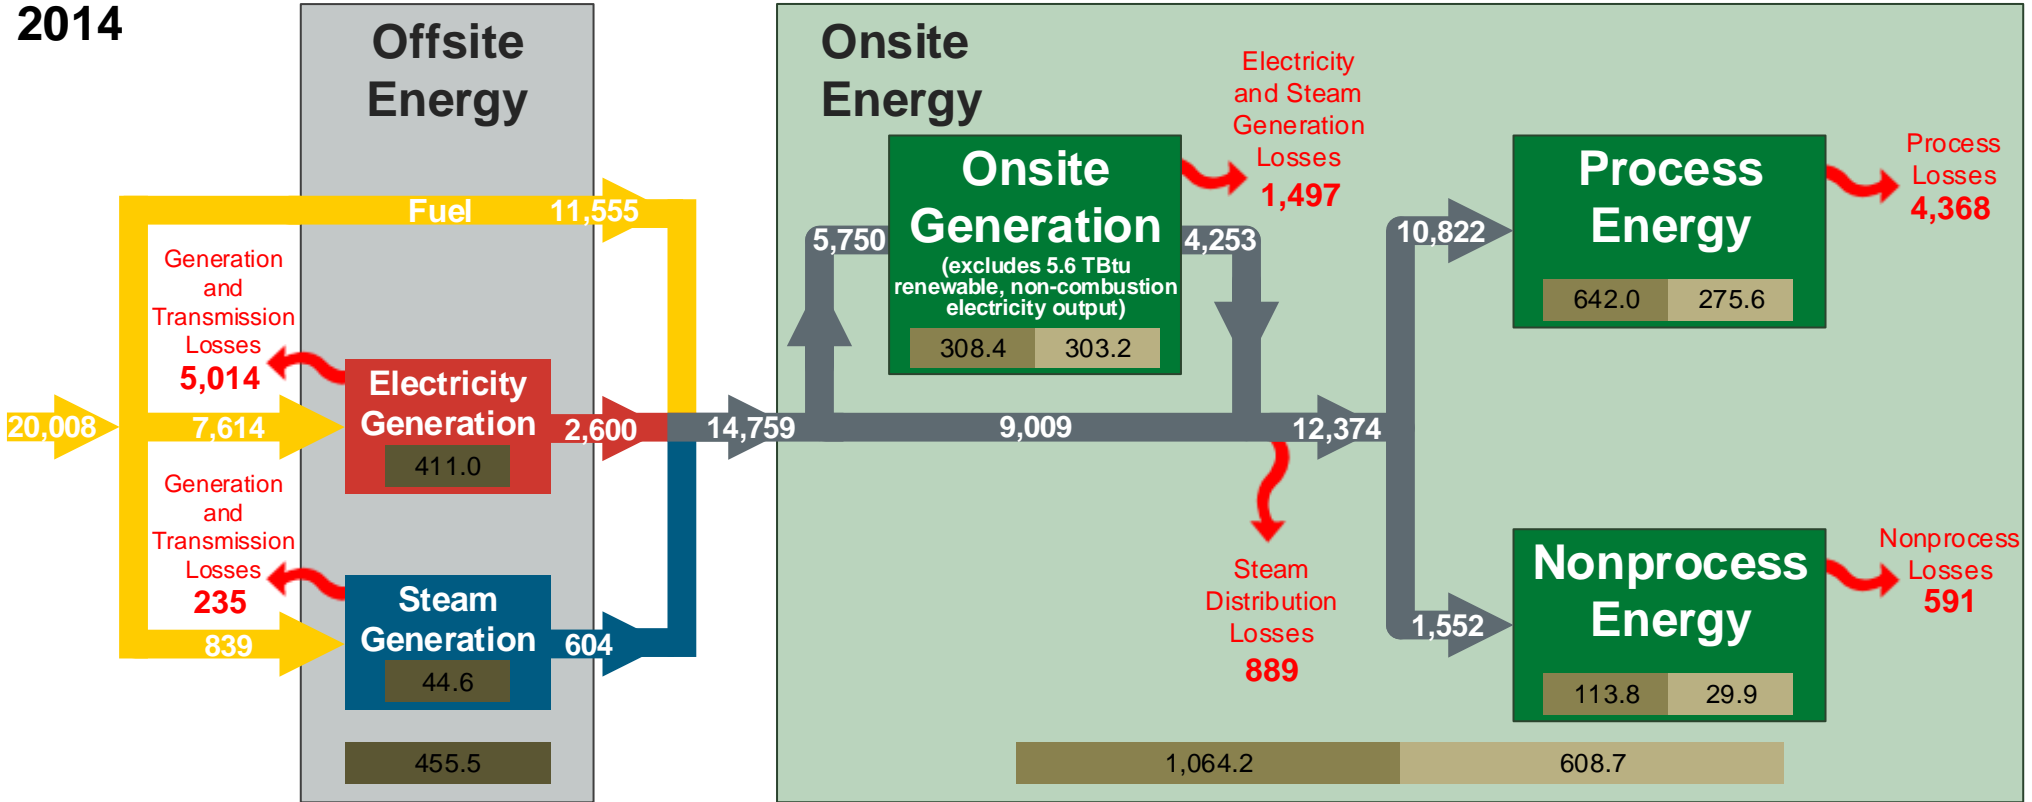 2014
Offsite
Energy
Onsite
Energy
Fuel
11,555
Generation
and
Transmission
Losses
5,014
20,008
7,614
Electricity
Generation
411.0
2,600
Generation
and
Transmission
Losses
235
839
Steam
Generation
44.6
604
455.5
14,759
5,750
Onsite
Generation
(excludes 5.6 TBtu
renewable, non-combustion
electricity output)
308.4
303.2
4,253
Electricity
and Steam
Generation
Losses
1,497
9,009
12,374
Steam
Distribution
Losses
889
10,822
Process
Energy
642.0
275.6
Process
Losses
4,368
1,552
Nonprocess
Energy
113.8
29.9
Nonprocess
Losses
591
1,064.2
608.7